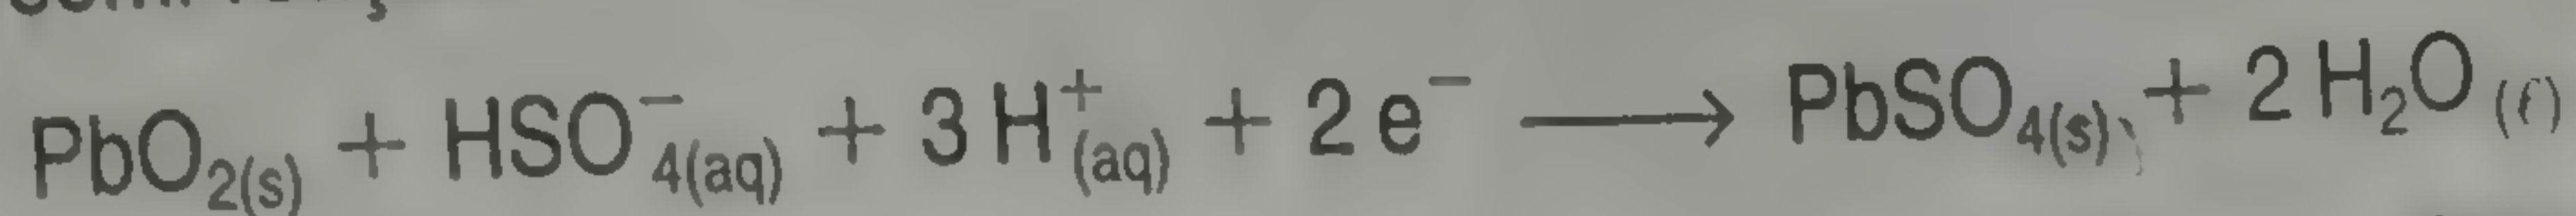 PbO₂(s) + HSO₄⁻(aq) + 3 H⁺(aq) + 2 e⁻ ⟶ PbSO₄(s) + 2 H₂O(ℓ)